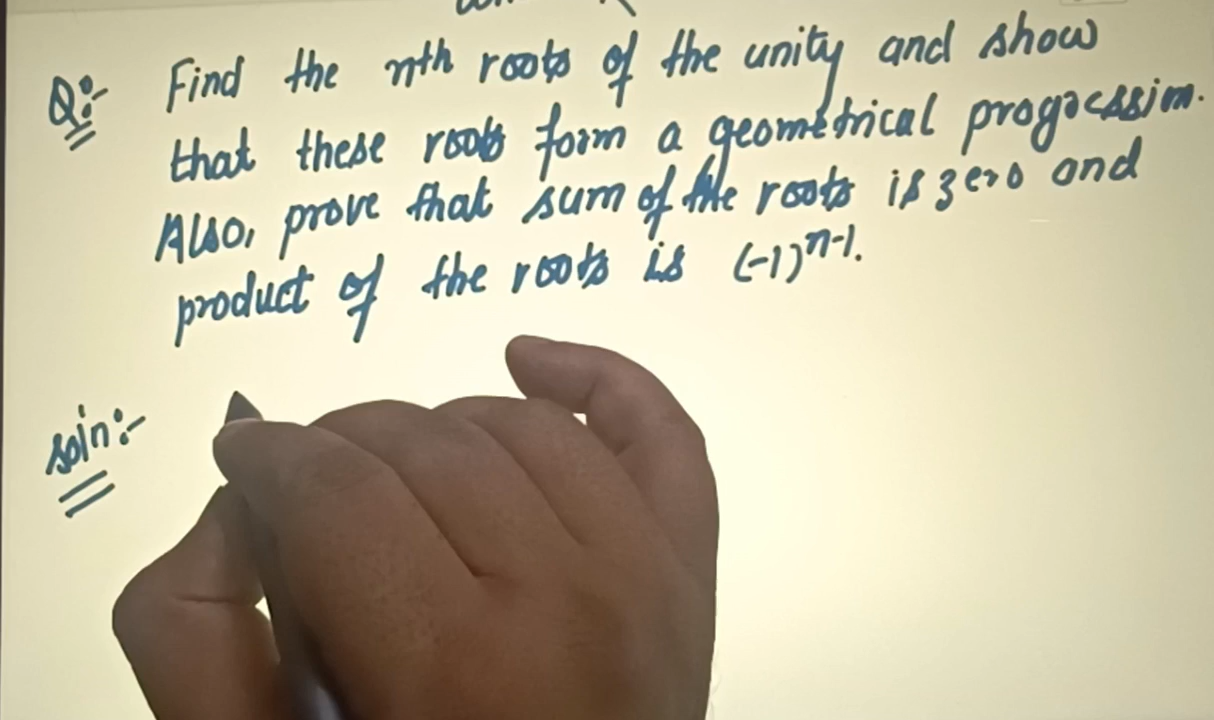 Q:- Find the nth roots of the unity and show
that these roots form a geometrical progression.
Also, prove that sum of the roots is zero and
product of the roots is (-1)ⁿ⁻¹.
soln:-